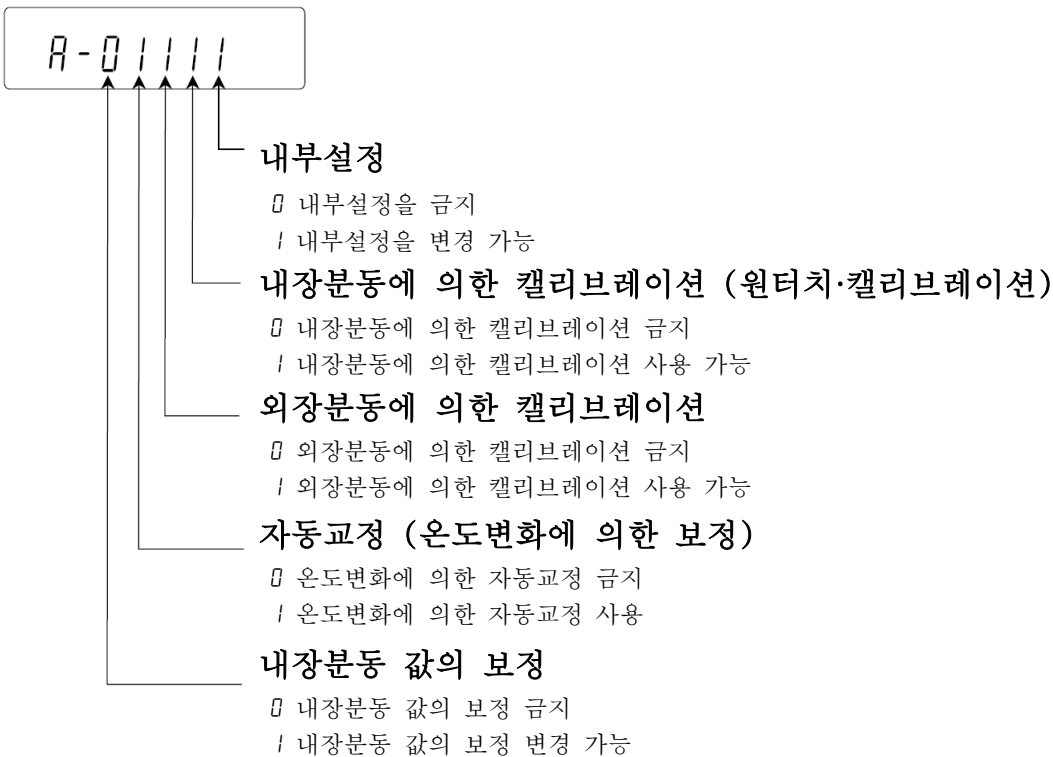 A-01111
내부설정
0 내부설정을 금지
1 내부설정을 변경 가능
내장분동에 의한 캘리브레이션 (원터치·캘리브레이션)
0 내장분동에 의한 캘리브레이션 금지
1 내장분동에 의한 캘리브레이션 사용 가능
외장분동에 의한 캘리브레이션
0 외장분동에 의한 캘리브레이션 금지
1 외장분동에 의한 캘리브레이션 사용 가능
자동교정 (온도변화에 의한 보정)
0 온도변화에 의한 자동교정 금지
1 온도변화에 의한 자동교정 사용
내장분동 값의 보정
0 내장분동 값의 보정 금지
1 내장분동 값의 보정 변경 가능